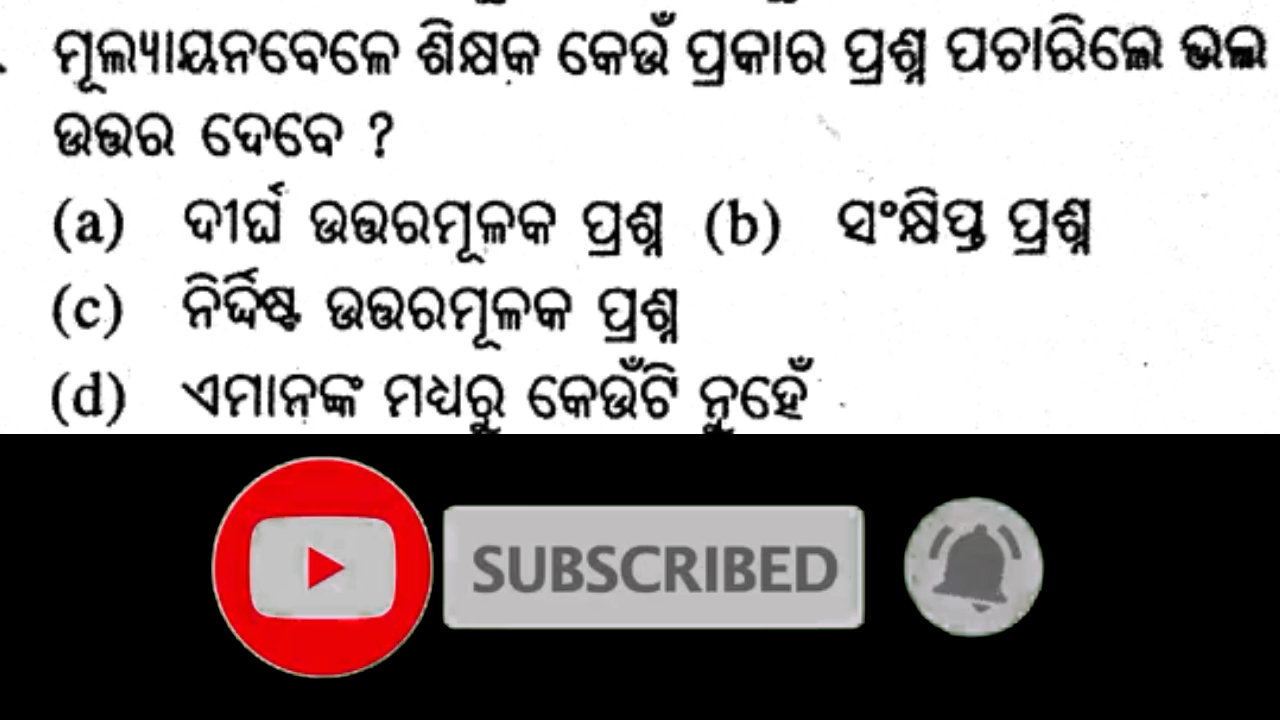 ମୂଲ୍ୟାୟନବେଳେ ଶିକ୍ଷକ କେଉଁ ପ୍ରକାର ପ୍ରଶ୍ନ ପଚାରିଲେ ଭଲ
ଉତ୍ତର ଦେବେ ?
(a) ଦୀର୍ଘ ଉତ୍ତରମୂଳକ ପ୍ରଶ୍ନ (b) ସଂକ୍ଷିପ୍ତ ପ୍ରଶ୍ନ
(c) ନିର୍ଦ୍ଦିଷ୍ଟ ଉତ୍ତରମୂଳକ ପ୍ରଶ୍ନ
(d) ଏମାନଙ୍କ ମଧ୍ୟରୁ କେଉଁଟି ନୁହେଁ
SUBSCRIBED